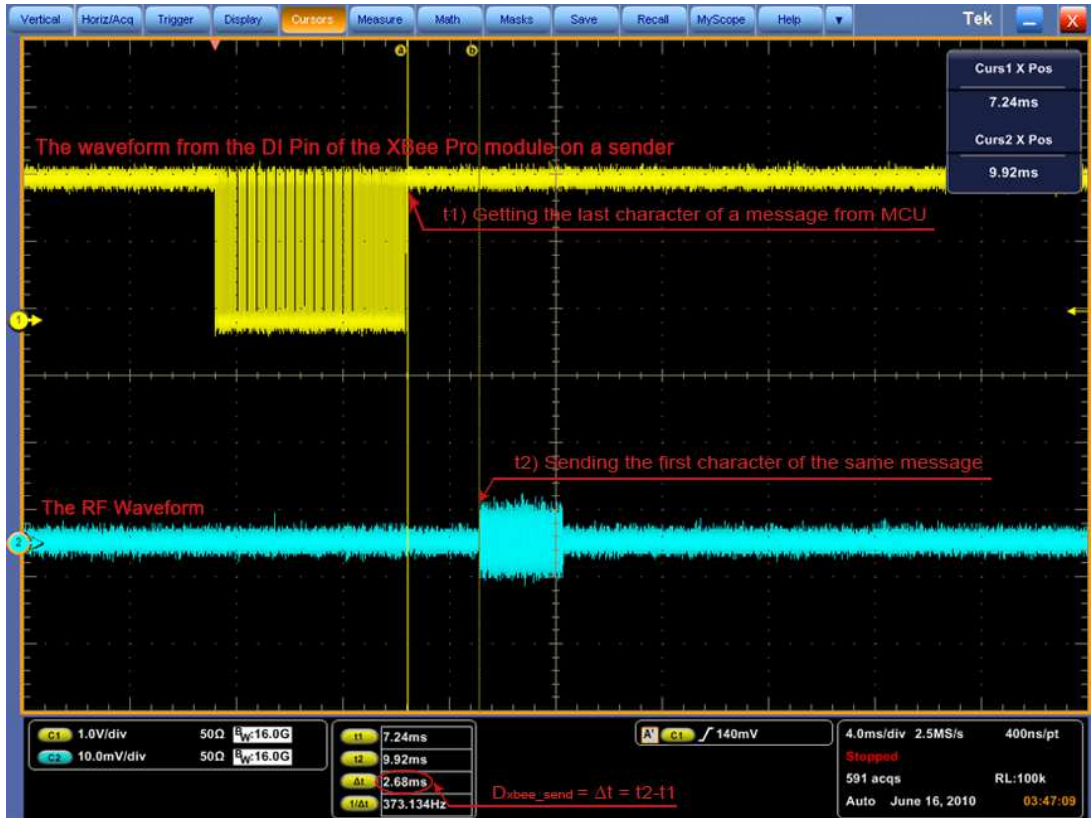 Vertical Horiz/Acq Trigger Display Cursors Measure Math Masks Save Recall MyScope Help Tek X
a b
Curs1 X Pos
7.24ms
Curs2 X Pos
9.92ms
The waveform from the DI Pin of the XBee Pro module on a sender
t1) Getting the last character of a message from MCU
1
t2) Sending the first character of the same message
The RF Waveform
2
C1 1.0V/div 50Ω BW:16.0G
C2 10.0mV/div 50Ω BW:16.0G
t1 7.24ms
t2 9.92ms
Δt 2.68ms
1/Δt 373.134Hz
Dxbee_send = Δt = t2-t1
A' C1 140mV
4.0ms/div 2.5MS/s 400ns/pt
Stopped
591 acqs RL:100k
Auto June 16, 2010 03:47:09